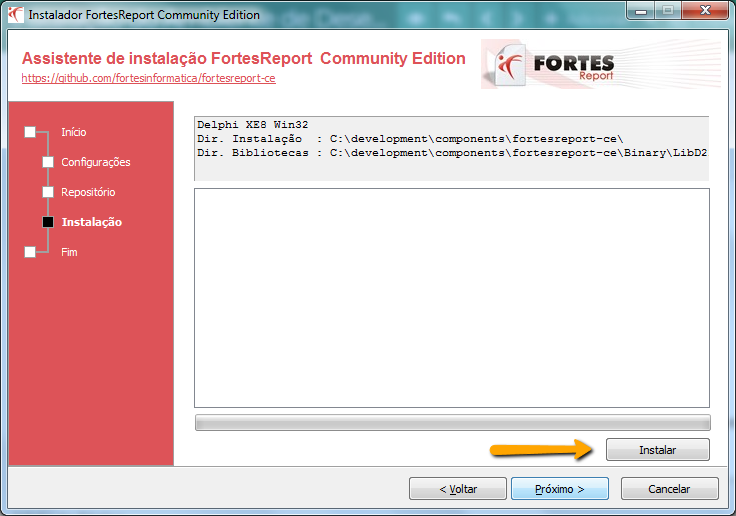 Instalador FortesReport Community Edition
Assistente de instalação FortesReport Community Edition
https://github.com/fortesinformatica/fortesreport-ce
FORTES
Report
Início
Configurações
Repositório
Instalação
Fim
Delphi XE8 Win32
Dir. Instalação : C:\development\components\fortesreport-ce\
Dir. Bibliotecas : C:\development\components\fortesreport-ce\Binary\LibD2
Instalar
< Voltar
Próximo >
Cancelar